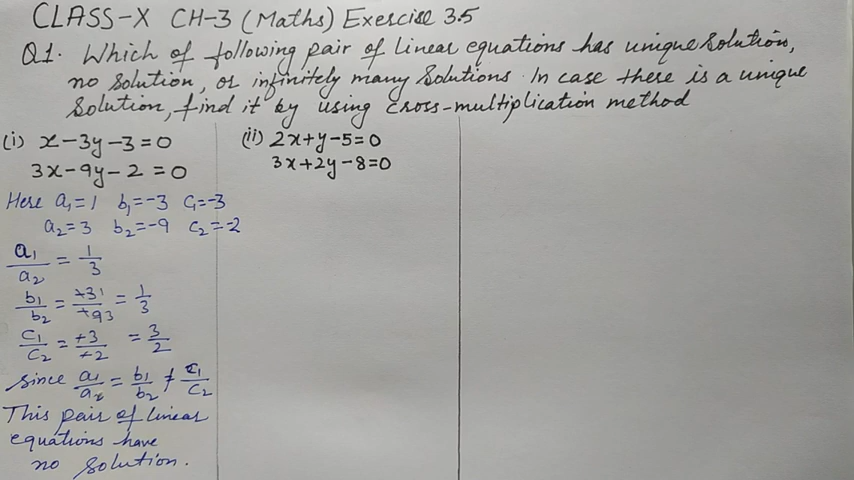 CLASS-X CH-3 (Maths) Exercise 3.5
Q1. Which of following pair of linear equations has unique solution,
no solution, or infinitely many solutions. In case there is a unique
solution, find it by using cross-multiplication method
(i) x-3y-3=0
3x-9y-2=0
Here a₁=1 b₁=-3 c₁=-3
a₂=3 b₂=-9 c₂=-2
a₁/a₂ = 1/3
b₁/b₂ = -3/-9 = 1/3
c₁/c₂ = -3/-2 = 3/2
Since a₁/a₂ = b₁/b₂ ≠ c₁/c₂
This pair of linear
equations have
no solution.
(ii) 2x+y-5=0
3x+2y-8=0